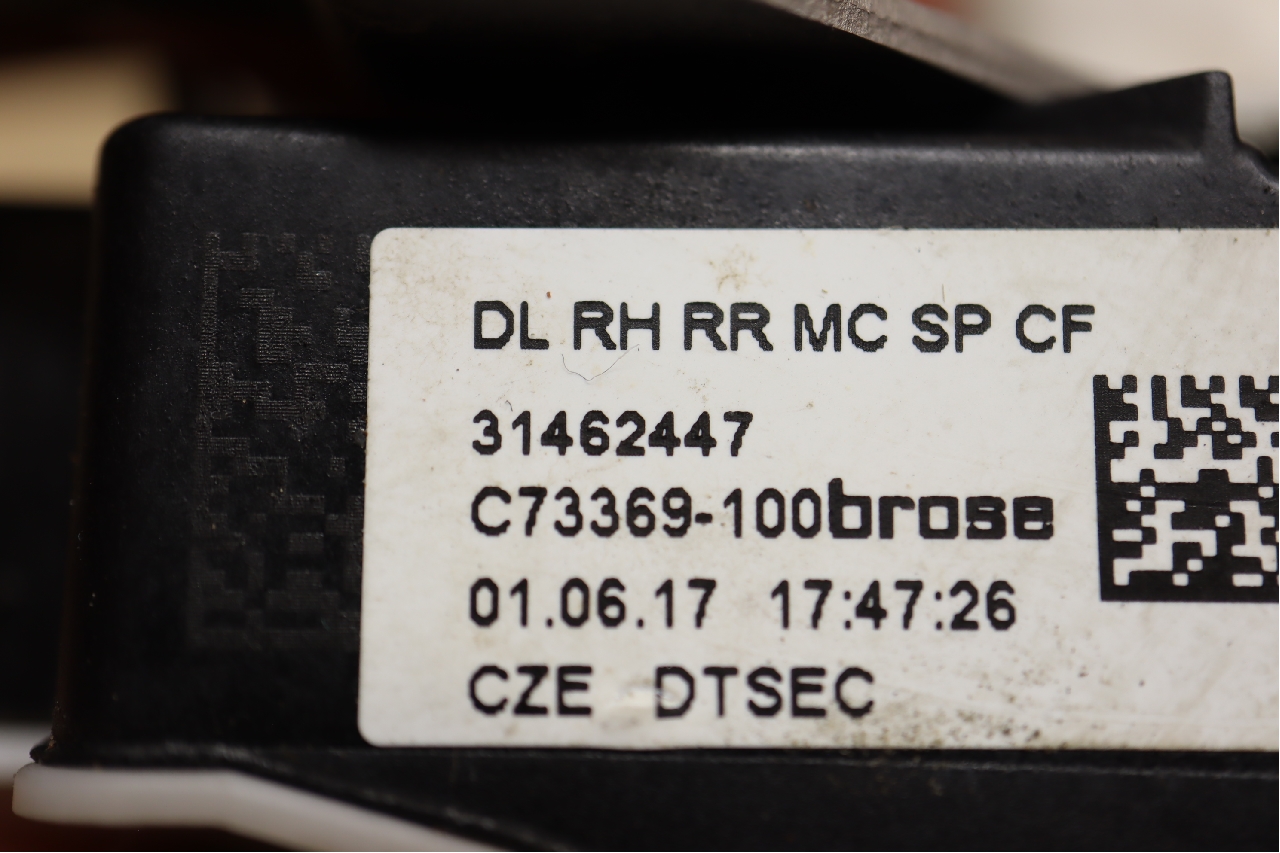 DL RH RR MC SP CF
31462447
C73369-100brose
01.06.17 17:47:26
CZE DTSEC